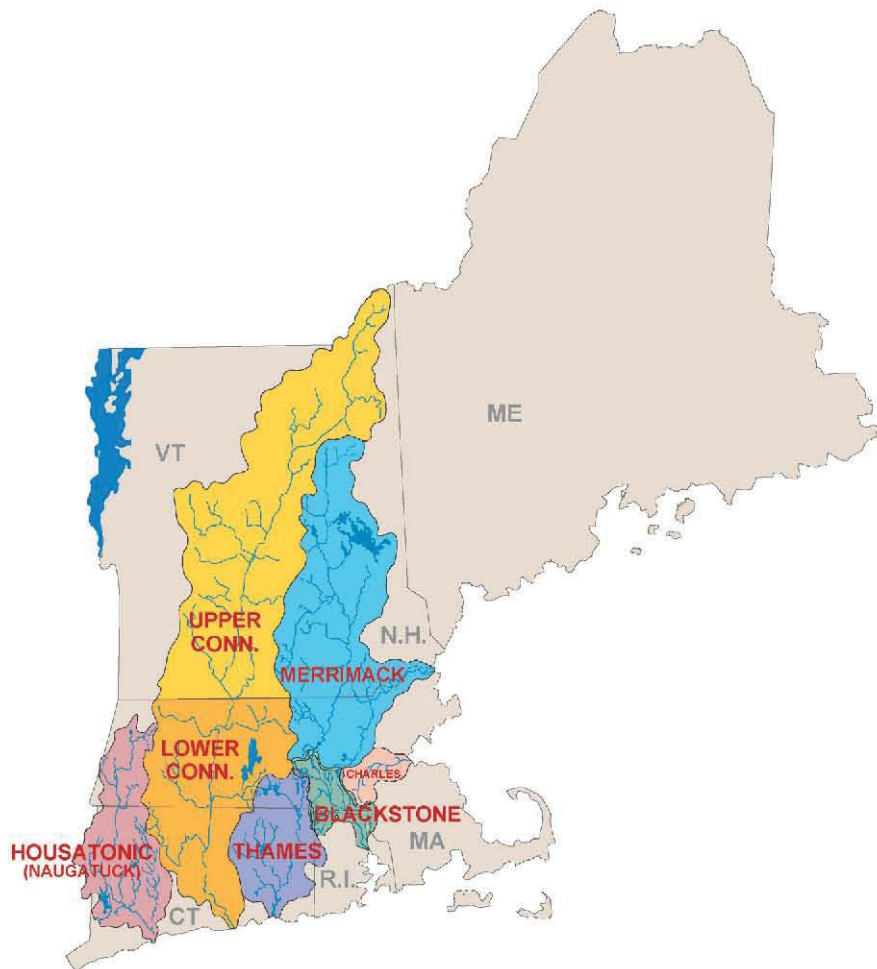 ME
VT
UPPER
CONN.
N.H.
MERRIMACK
LOWER
CONN.
CHARLES
BLACKSTONE
MA
HOUSATONIC
(NAUGATUCK)
THAMES
R.I.
CT